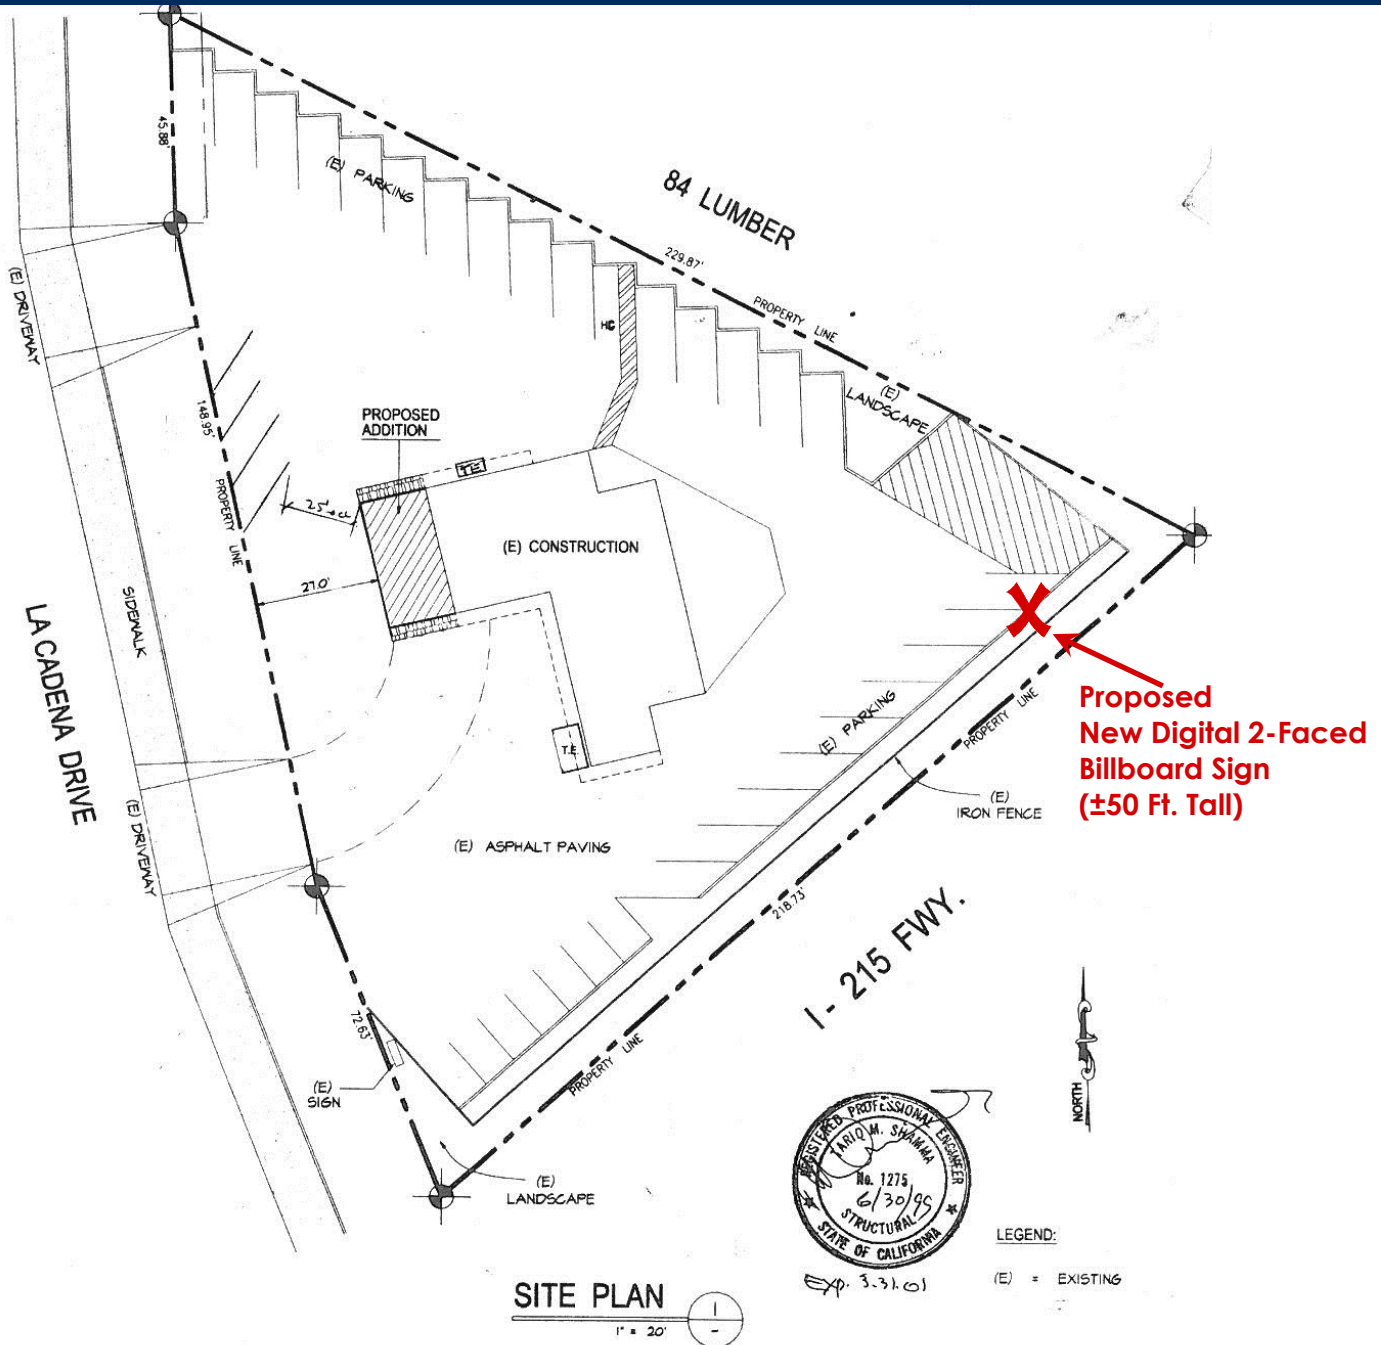 45.88'
(E) PARKING
84 LUMBER
229.87'
PROPERTY LINE
(E) DRIVEWAY
HC
(E)
LANDSCAPE
148.95'
PROPERTY LINE
PROPOSED
ADDITION
T.E.
25'
(E) CONSTRUCTION
27.0'
SIDEWALK
LA CADENA DRIVE
T.E.
(E) PARKING
PROPERTY LINE
Proposed
New Digital 2-Faced
Billboard Sign
(±50 Ft. Tall)
(E)
IRON FENCE
(E) DRIVEWAY
(E) ASPHALT PAVING
218.73'
I - 215 FWY.
72.63'
PROPERTY LINE
(E)
SIGN
(E)
LANDSCAPE
NORTH
REGISTERED PROFESSIONAL ENGINEER
TARIQ M. SHAMMA
No. 1275
6/30/99
STRUCTURAL
STATE OF CALIFORNIA
EXP. 3.31.01
LEGEND:
(E) = EXISTING
SITE PLAN
1" = 20'
1
-